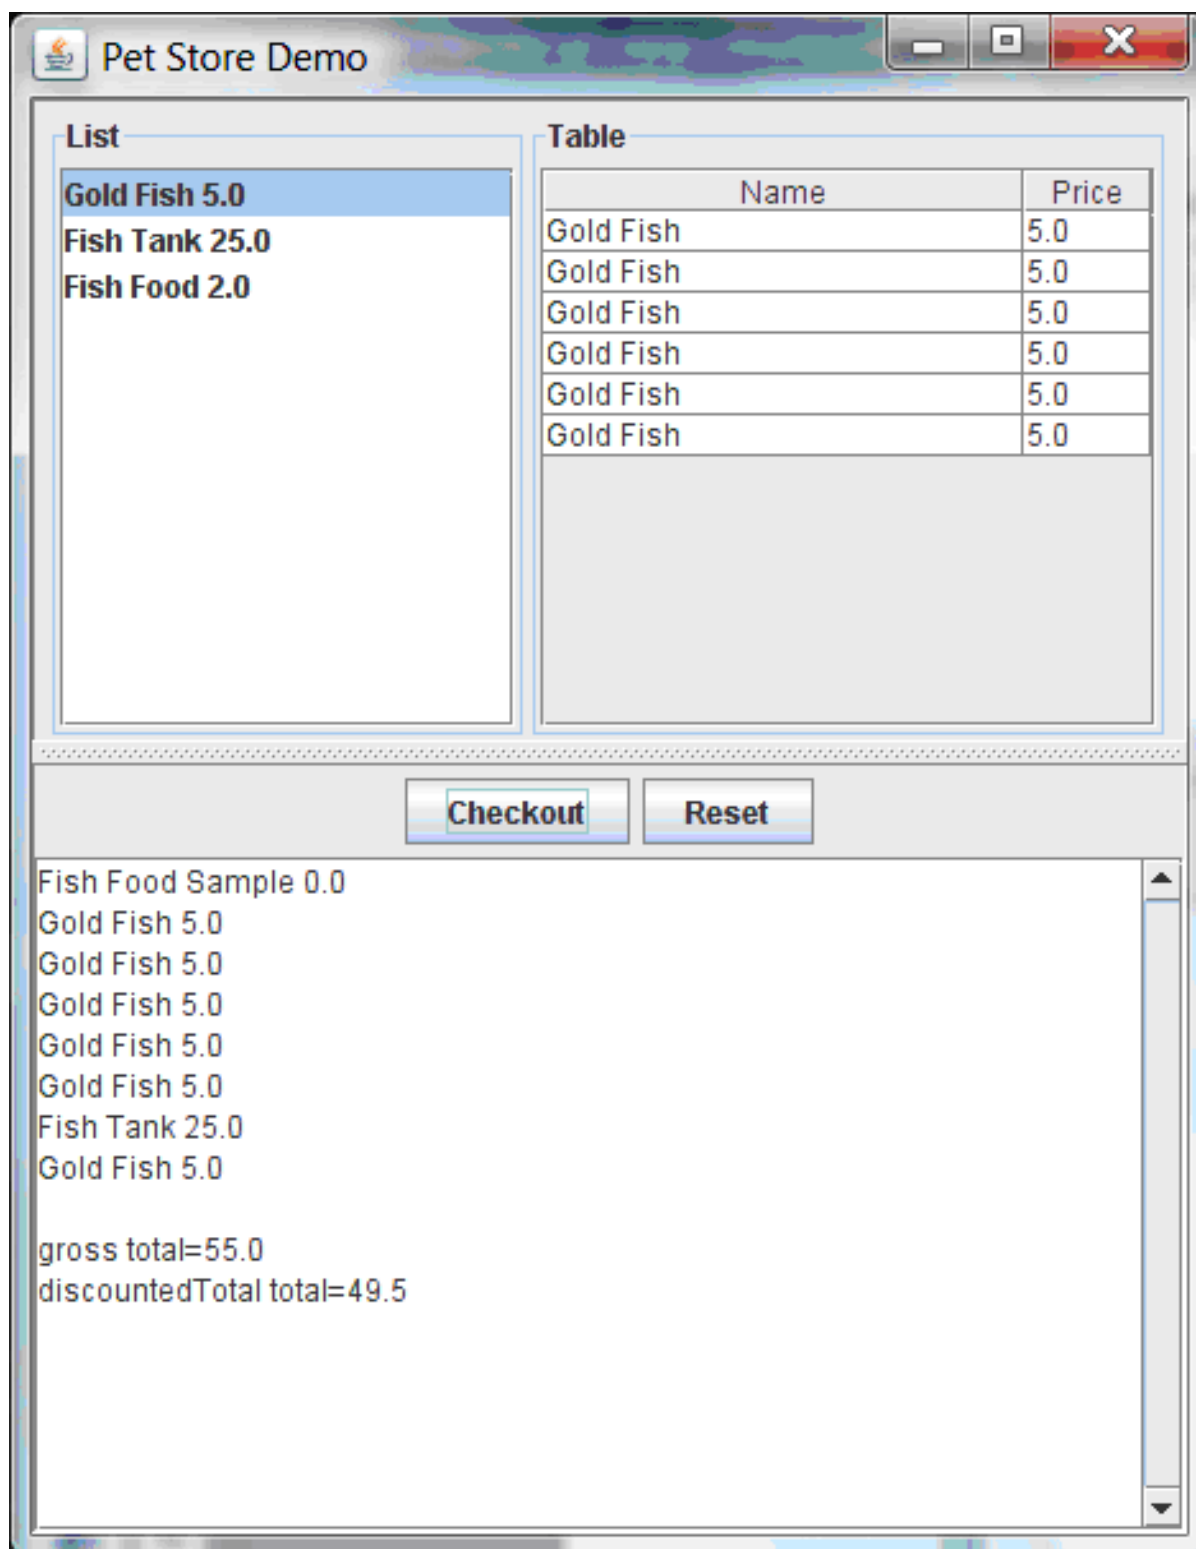 Pet Store Demo
List
Gold Fish 5.0
Fish Tank 25.0
Fish Food 2.0
Table
Name Price
Gold Fish 5.0
Gold Fish 5.0
Gold Fish 5.0
Gold Fish 5.0
Gold Fish 5.0
Gold Fish 5.0
Checkout Reset
Fish Food Sample 0.0
Gold Fish 5.0
Gold Fish 5.0
Gold Fish 5.0
Gold Fish 5.0
Gold Fish 5.0
Fish Tank 25.0
Gold Fish 5.0
gross total=55.0
discountedTotal total=49.5